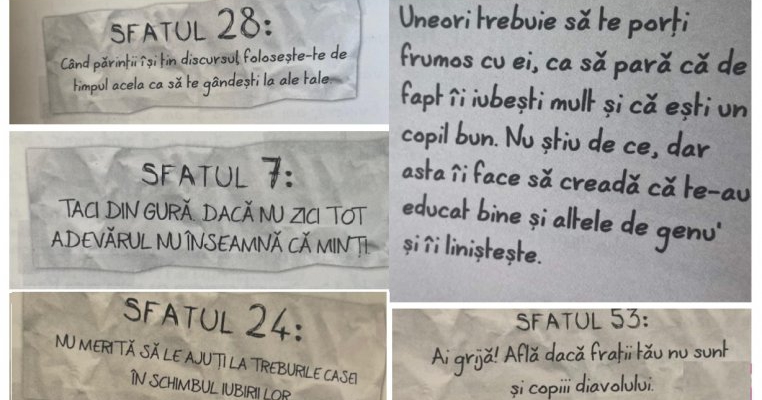 SFATUL 28:
Când părinții își țin discursul folosește-te de
timpul acela ca să te gândești la ale tale.
SFATUL 7:
TACI DIN GURĂ. DACĂ NU ZICI TOT
ADEVĂRUL NU ÎNSEAMNĂ CĂ MINȚI.
SFATUL 24:
NU MERITĂ SĂ LE AJUȚI LA TREBURILE CASEI
ÎN SCHIMBUL IUBIRII LOR
Uneori trebuie să te porți
frumos cu ei, ca să pară că de
fapt îi iubești mult și că ești un
copil bun. Nu știu de ce, dar
asta îi face să creadă că te-au
educat bine și altele de genu'
și îi liniștește.
SFATUL 53:
Ai grijă! Află dacă frații tău nu sunt
și copiii diavolului.